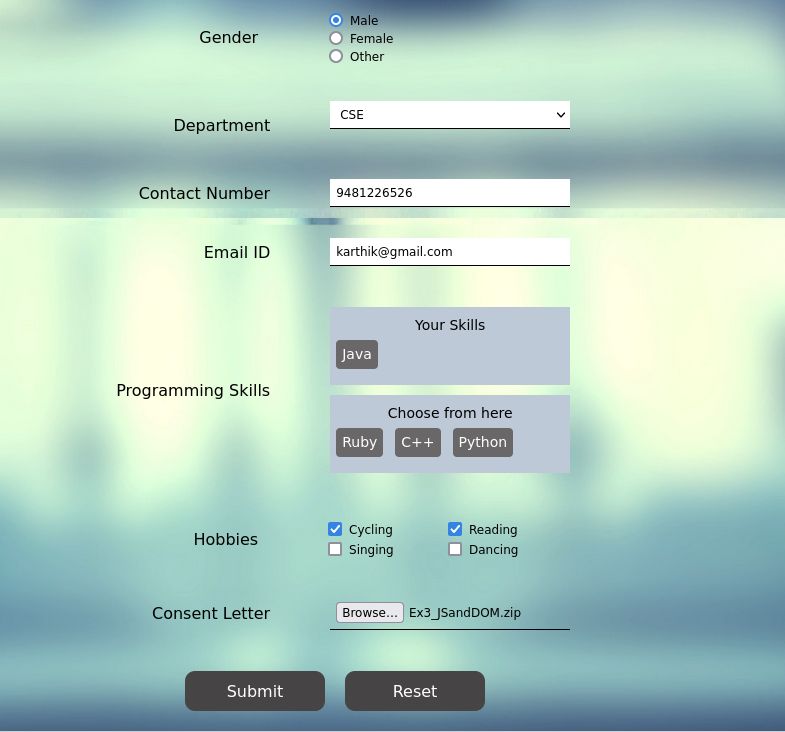 Gender
Male
Female
Other
Department
CSE
Contact Number
9481226526
Email ID
karthik@gmail.com
Programming Skills
Your Skills
Java
Choose from here
Ruby C++ Python
Hobbies
Cycling Reading
Singing Dancing
Consent Letter
Browse... Ex3_JSandDOM.zip
Submit Reset